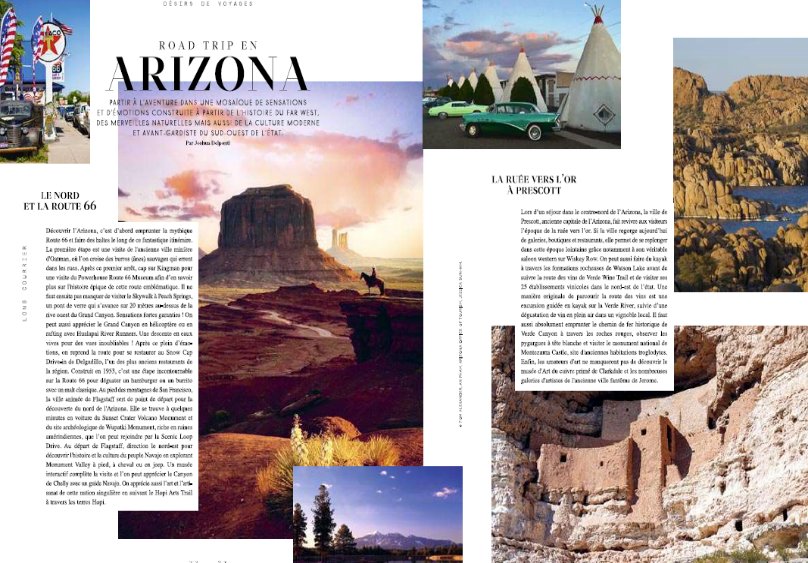 DÉSIRS DE VOYAGES
ROAD TRIP EN
ARIZONA
PARTIR À L'AVENTURE DANS UNE MOSAÏQUE DE SENSATIONS
ET D'ÉMOTIONS CONSTRUITE À PARTIR DE L'HISTOIRE DU FAR WEST,
DES MERVEILLES NATURELLES MAIS AUSSI DE LA CULTURE MODERNE
ET AVANT-GARDISTE DU SUD-OUEST DE L'ÉTAT.
Par Joshua Delponti
LE NORD
ET LA ROUTE 66
Découvrir l'Arizona, c'est d'abord emprunter la mythique
Route 66 et faire des haltes le long de ce fantastique itinéraire.
La première étape est une visite de l'ancienne ville minière
d'Oatman, où l'on croise des burros (ânes) sauvages qui errent
dans les rues. Après ce premier arrêt, cap sur Kingman pour
une visite du Powerhouse Route 66 Museum afin d'en savoir
plus sur l'histoire épique de cette route emblématique. Il ne
faut ensuite pas manquer de visiter le Skywalk à Peach Springs,
un pont de verre qui s'avance sur 20 mètres au-dessus de la
rive ouest du Grand Canyon. Sensations fortes garanties ! On
peut aussi apprécier le Grand Canyon en hélicoptère ou en
rafting avec Hualapai River Runners. Une descente en eaux
vives pour des vues inoubliables ! Après ce plein d'émo-
tions, on reprend la route pour se restaurer au Snow Cap
Drive-in de Delgadillo, l'un des plus anciens restaurants de
la région. Construit en 1953, c'est une étape incontournable
sur la Route 66 pour déguster un hamburger ou un burrito
avec un malt classique. Au pied des montagnes de San Francisco,
la ville animée de Flagstaff sert de point de départ pour la
découverte du nord de l'Arizona. Elle se trouve à quelques
minutes en voiture du Sunset Crater Volcano Monument et
du site archéologique de Wupatki Monument, riche en ruines
amérindiennes, que l'on peut rejoindre par la Scenic Loop
Drive. Au départ de Flagstaff, direction le nord-est pour
découvrir l'histoire et la culture du peuple Navajo en explorant
Monument Valley à pied, à cheval ou en jeep. Un musée
interactif complète la visite et l'on peut apprécier le Canyon
de Chelly avec un guide Navajo. On apprécie aussi l'art et l'arti-
sanat de cette nation singulière en suivant le Hopi Arts Trail
à travers les terres Hopi.
LONG COURRIER
LA RUÉE VERS L'OR
À PRESCOTT
Lors d'un séjour dans le centre-nord de l'Arizona, la ville de
Prescott, ancienne capitale de l'Arizona, fait revivre aux visiteurs
l'époque de la ruée vers l'or. Si la ville regorge aujourd'hui
de galeries, boutiques et restaurants, elle permet de se replonger
dans cette époque lointaine grâce notamment à son véritable
saloon western sur Wiskey Row. On peut aussi faire du kayak
à travers les formations rocheuses de Watson Lake avant de
suivre la route des vins de Verde Wine Trail et de visiter ses
25 établissements vinicoles dans le nord-est de l'état. Une
manière originale de parcourir la route des vins est une
excursion guidée en kayak sur la Verde River, suivie d'une
dégustation de vin en plein air dans un vignoble local. Il faut
aussi absolument emprunter le chemin de fer historique de
Verde Canyon à travers les roches rouges, observer les
pygargues à tête blanche et visiter le monument national de
Montezuma Castle, site d'anciennes habitations troglodytes.
Enfin, les amateurs d'art ne manqueront pas de découvrir le
musée d'Art du cuivre primé de Clarkdale et les nombreuses
galeries d'artistes de l'ancienne ville fantôme de Jerome.